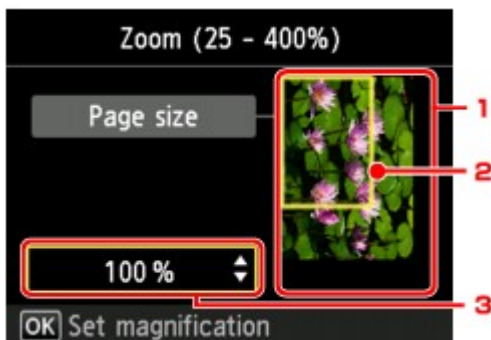 Zoom (25 - 400%)
Page size
1
2
100 %
3
OK Set magnification